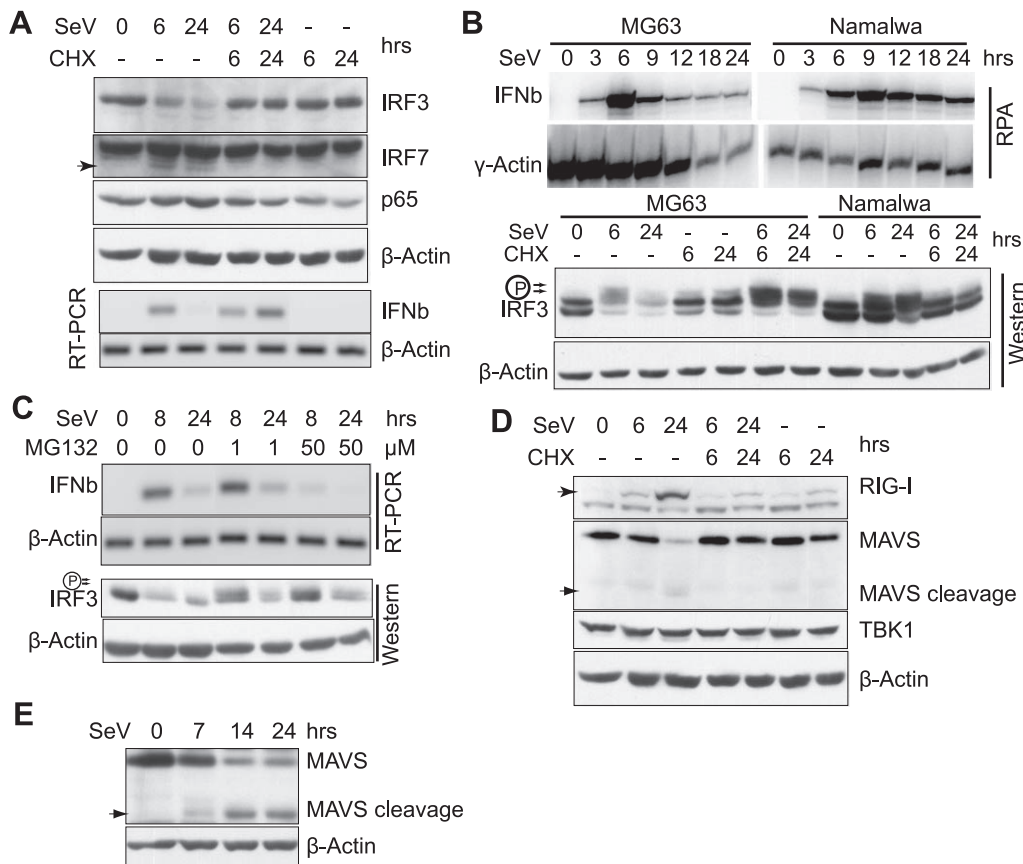 A
SeV 0 6 24 6 24 - - hrs
CHX - - - 6 24 6 24
IRF3
IRF7
p65
β-Actin
RT-PCR
IFNb
β-Actin
B
MG63 Namalwa
SeV 0 3 6 9 12 18 24 0 3 6 9 12 18 24 hrs
IFNb
γ-Actin
RPA
MG63 Namalwa
SeV 0 6 24 - - 6 24 0 6 24 6 24 hrs
CHX - - - 6 24 6 24 - - - 6 24
P
IRF3
β-Actin
Western
C
SeV 0 8 24 8 24 8 24 hrs
MG132 0 0 0 1 1 50 50 µM
IFNb
β-Actin
RT-PCR
P
IRF3
β-Actin
Western
D
SeV 0 6 24 6 24 - - hrs
CHX - - - 6 24 6 24
RIG-I
MAVS
MAVS cleavage
TBK1
β-Actin
E
SeV 0 7 14 24 hrs
MAVS
MAVS cleavage
β-Actin